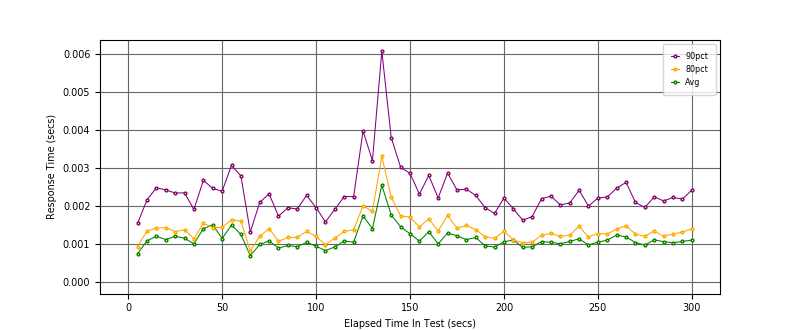 0.006
0.005
0.004
0.003
0.002
0.001
0.000
Response Time (secs)
0
50
100
150
200
250
300
Elapsed Time In Test (secs)
90pct
80pct
Avg